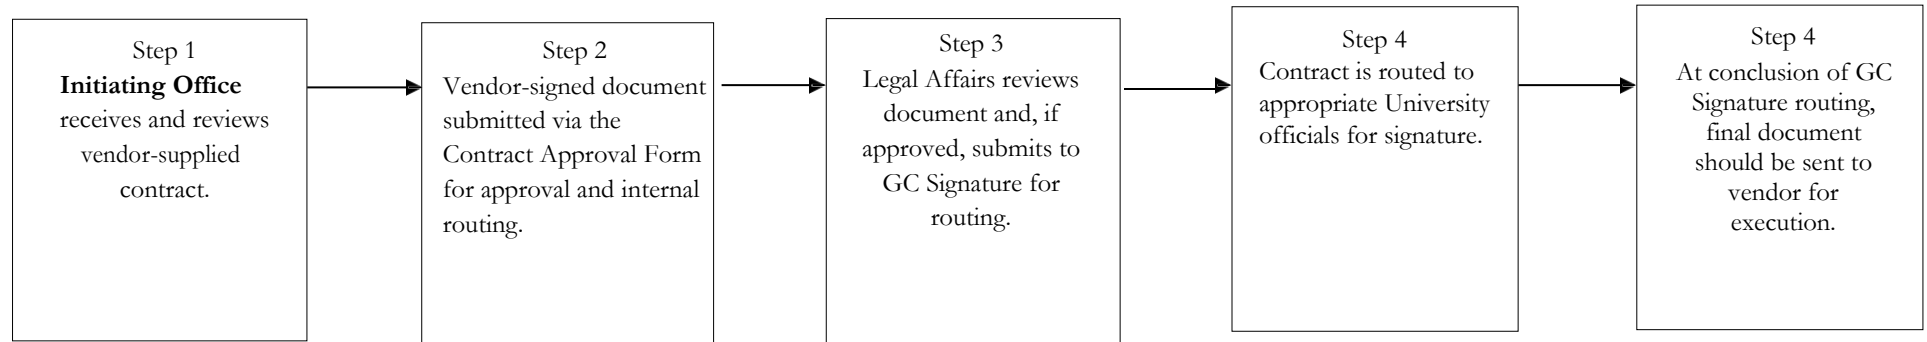 Step 1
Initiating Office
receives and reviews
vendor-supplied
contract.
Step 2
Vendor-signed document
submitted via the
Contract Approval Form
for approval and internal
routing.
Step 3
Legal Affairs reviews
document and, if
approved, submits to
GC Signature for
routing.
Step 4
Contract is routed to
appropriate University
officials for signature.
Step 4
At conclusion of GC
Signature routing,
final document
should be sent to
vendor for
execution.